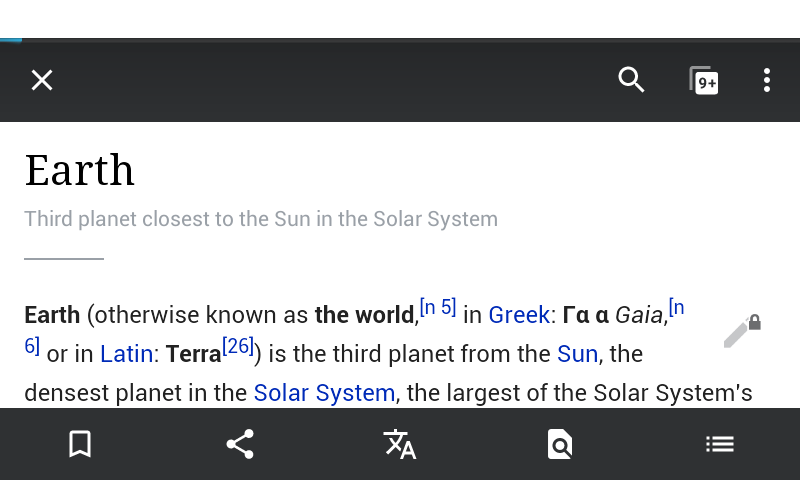 9+
Earth
Third planet closest to the Sun in the Solar System
Earth (otherwise known as the world,[n 5] in Greek: Γα α Gaia,[n
6] or in Latin: Terra[26]) is the third planet from the Sun, the
densest planet in the Solar System, the largest of the Solar System's